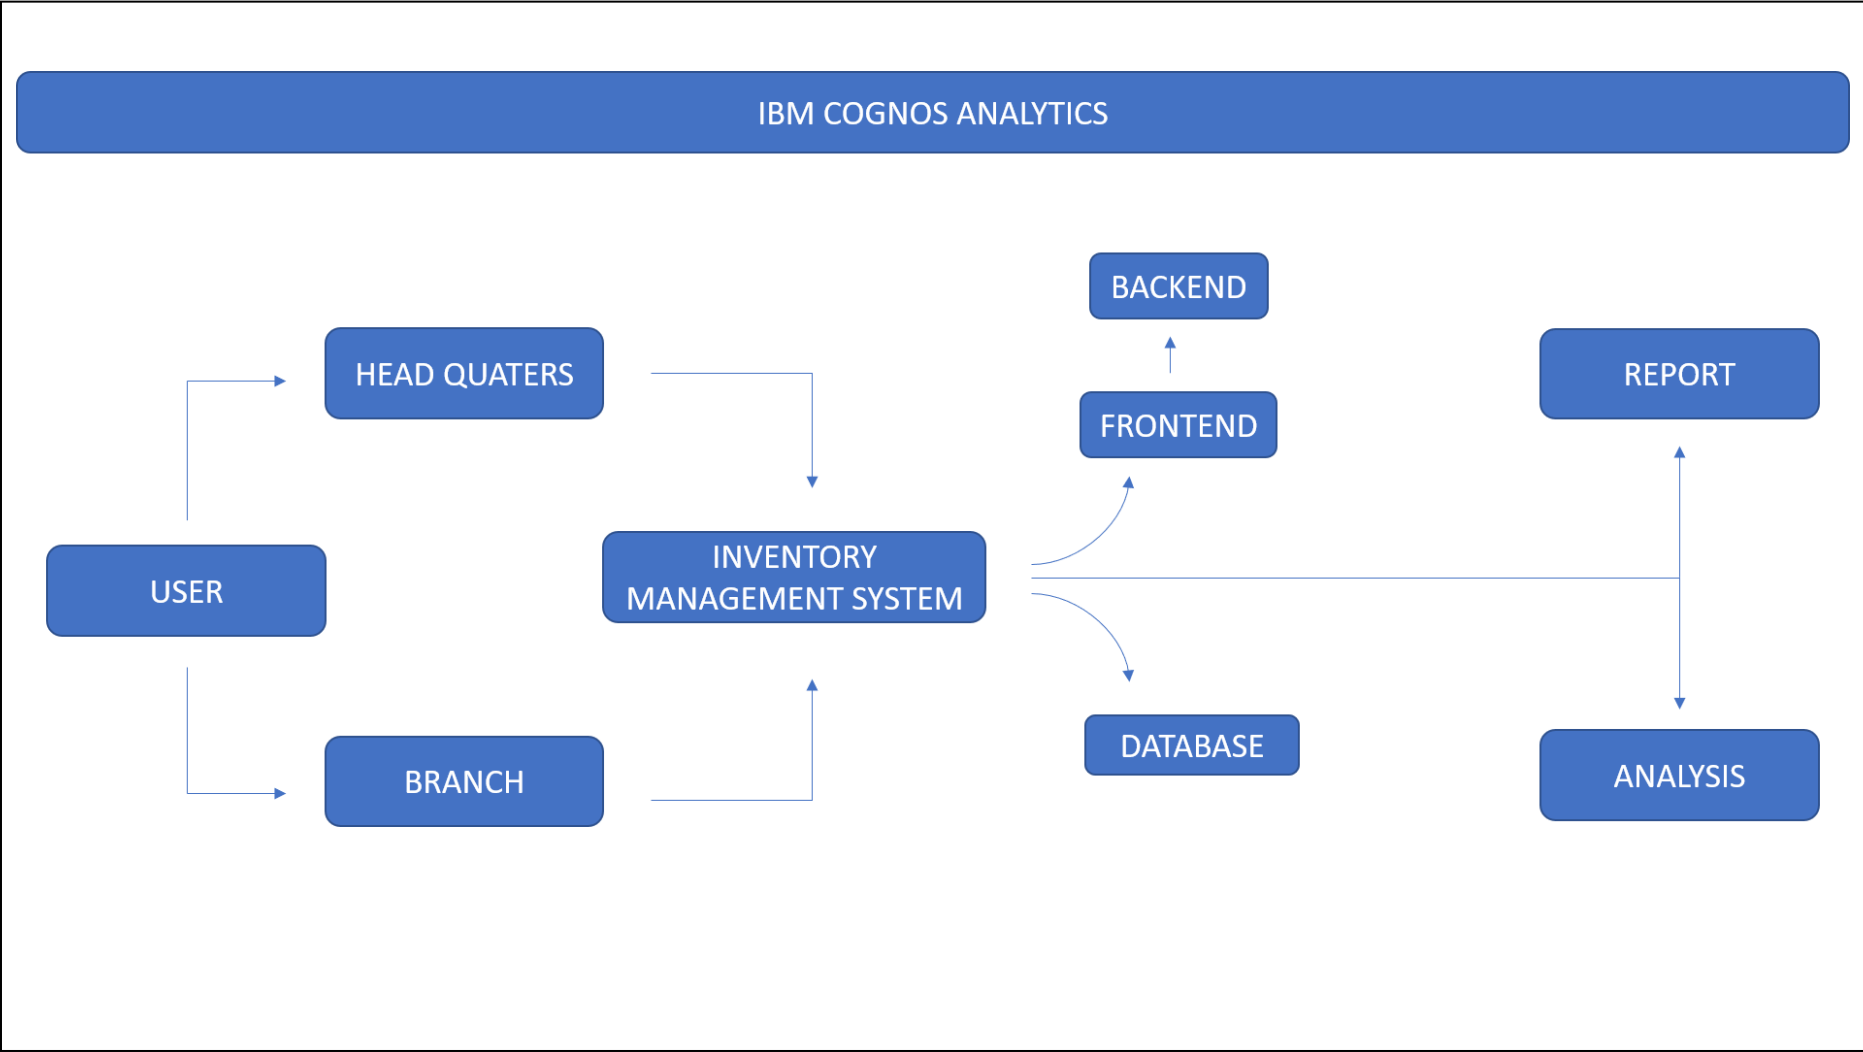 IBM COGNOS ANALYTICS
BACKEND
HEAD QUATERS
REPORT
FRONTEND
USER
INVENTORY
MANAGEMENT SYSTEM
BRANCH
DATABASE
ANALYSIS